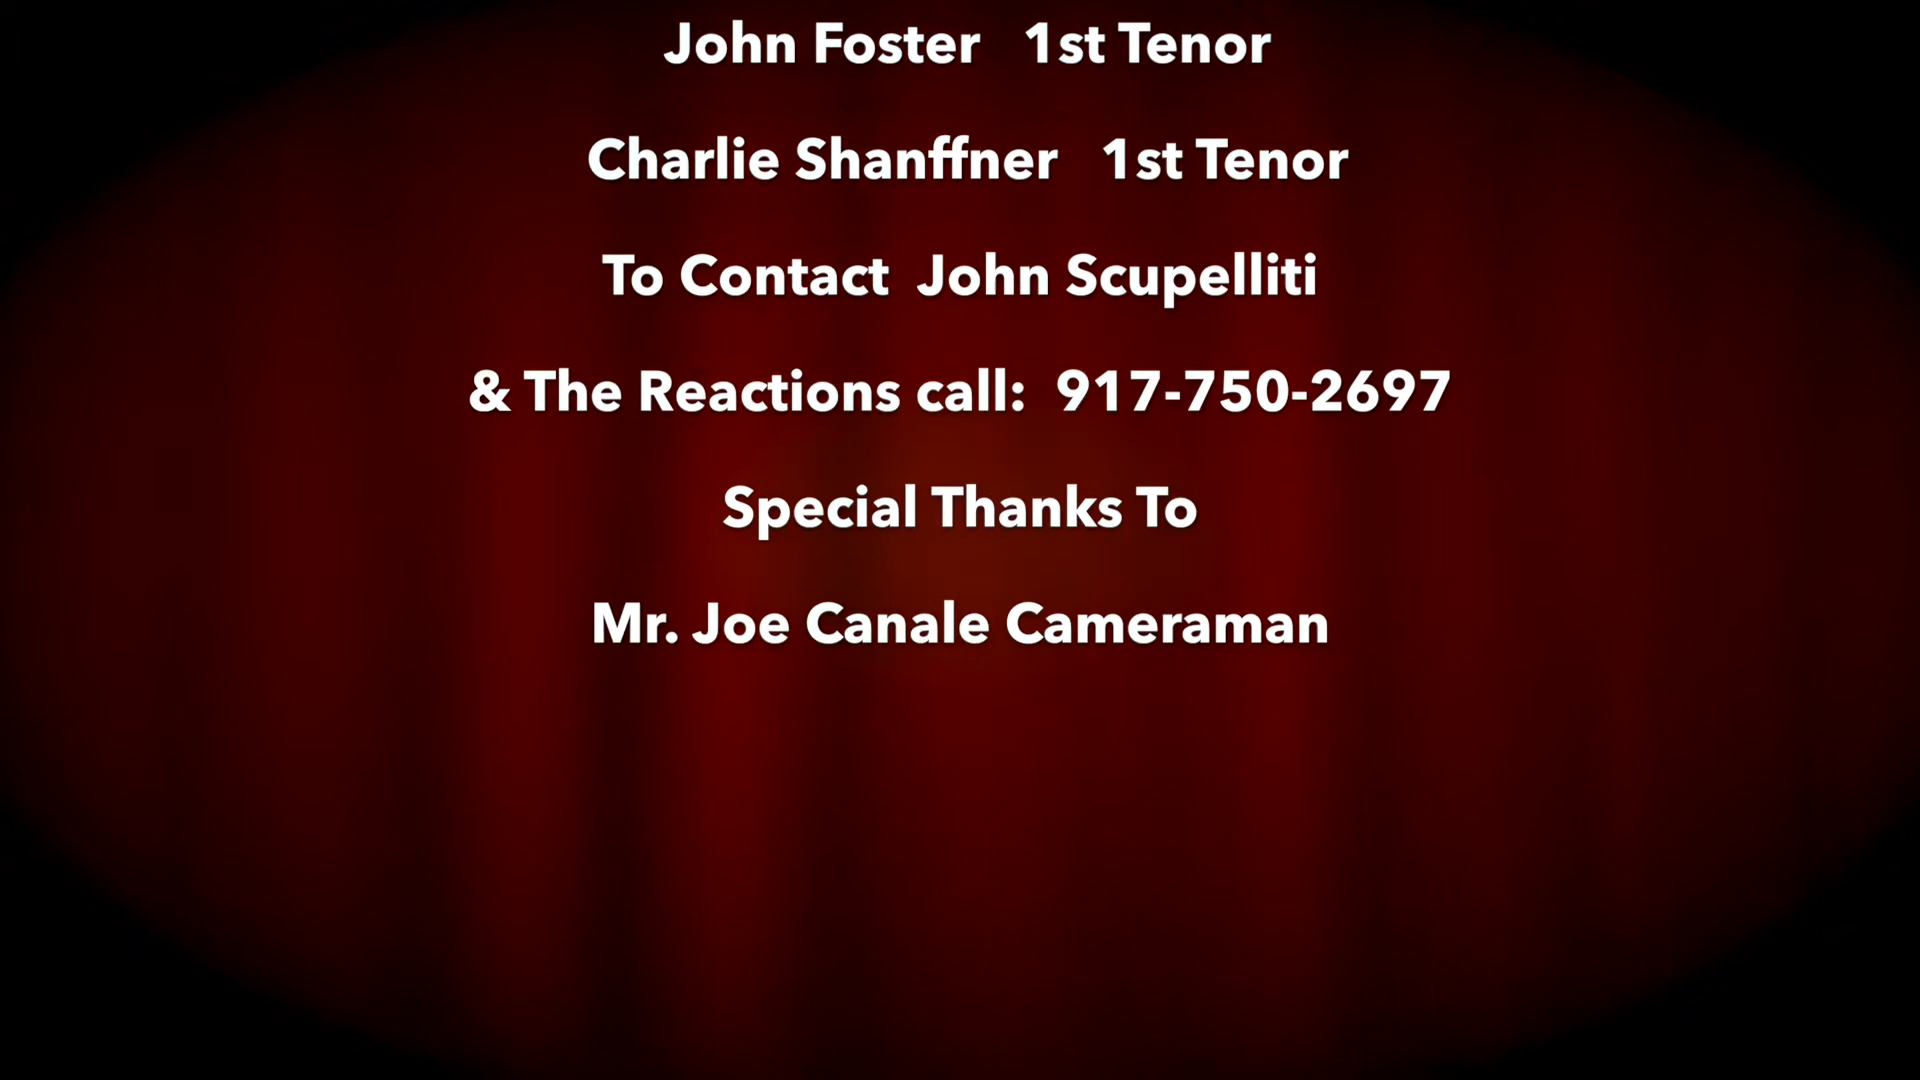 John Foster   1st Tenor
Charlie Shanffner   1st Tenor
To Contact  John Scupelliti
& The Reactions call:  917-750-2697
Special Thanks To
Mr. Joe Canale Cameraman